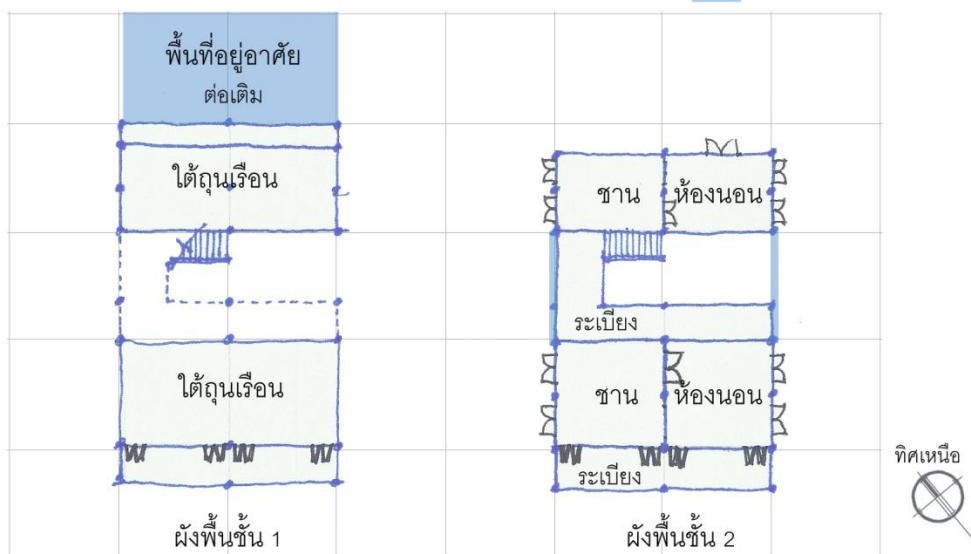 พื้นที่อยู่อาศัย
ต่อเติม
ใต้ถุนเรือน
ใต้ถุนเรือน
ผังพื้นชั้น 1
ชาน
ห้องนอน
ระเบียง
ชาน
ห้องนอน
ระเบียง
ผังพื้นชั้น 2
ทิศเหนือ